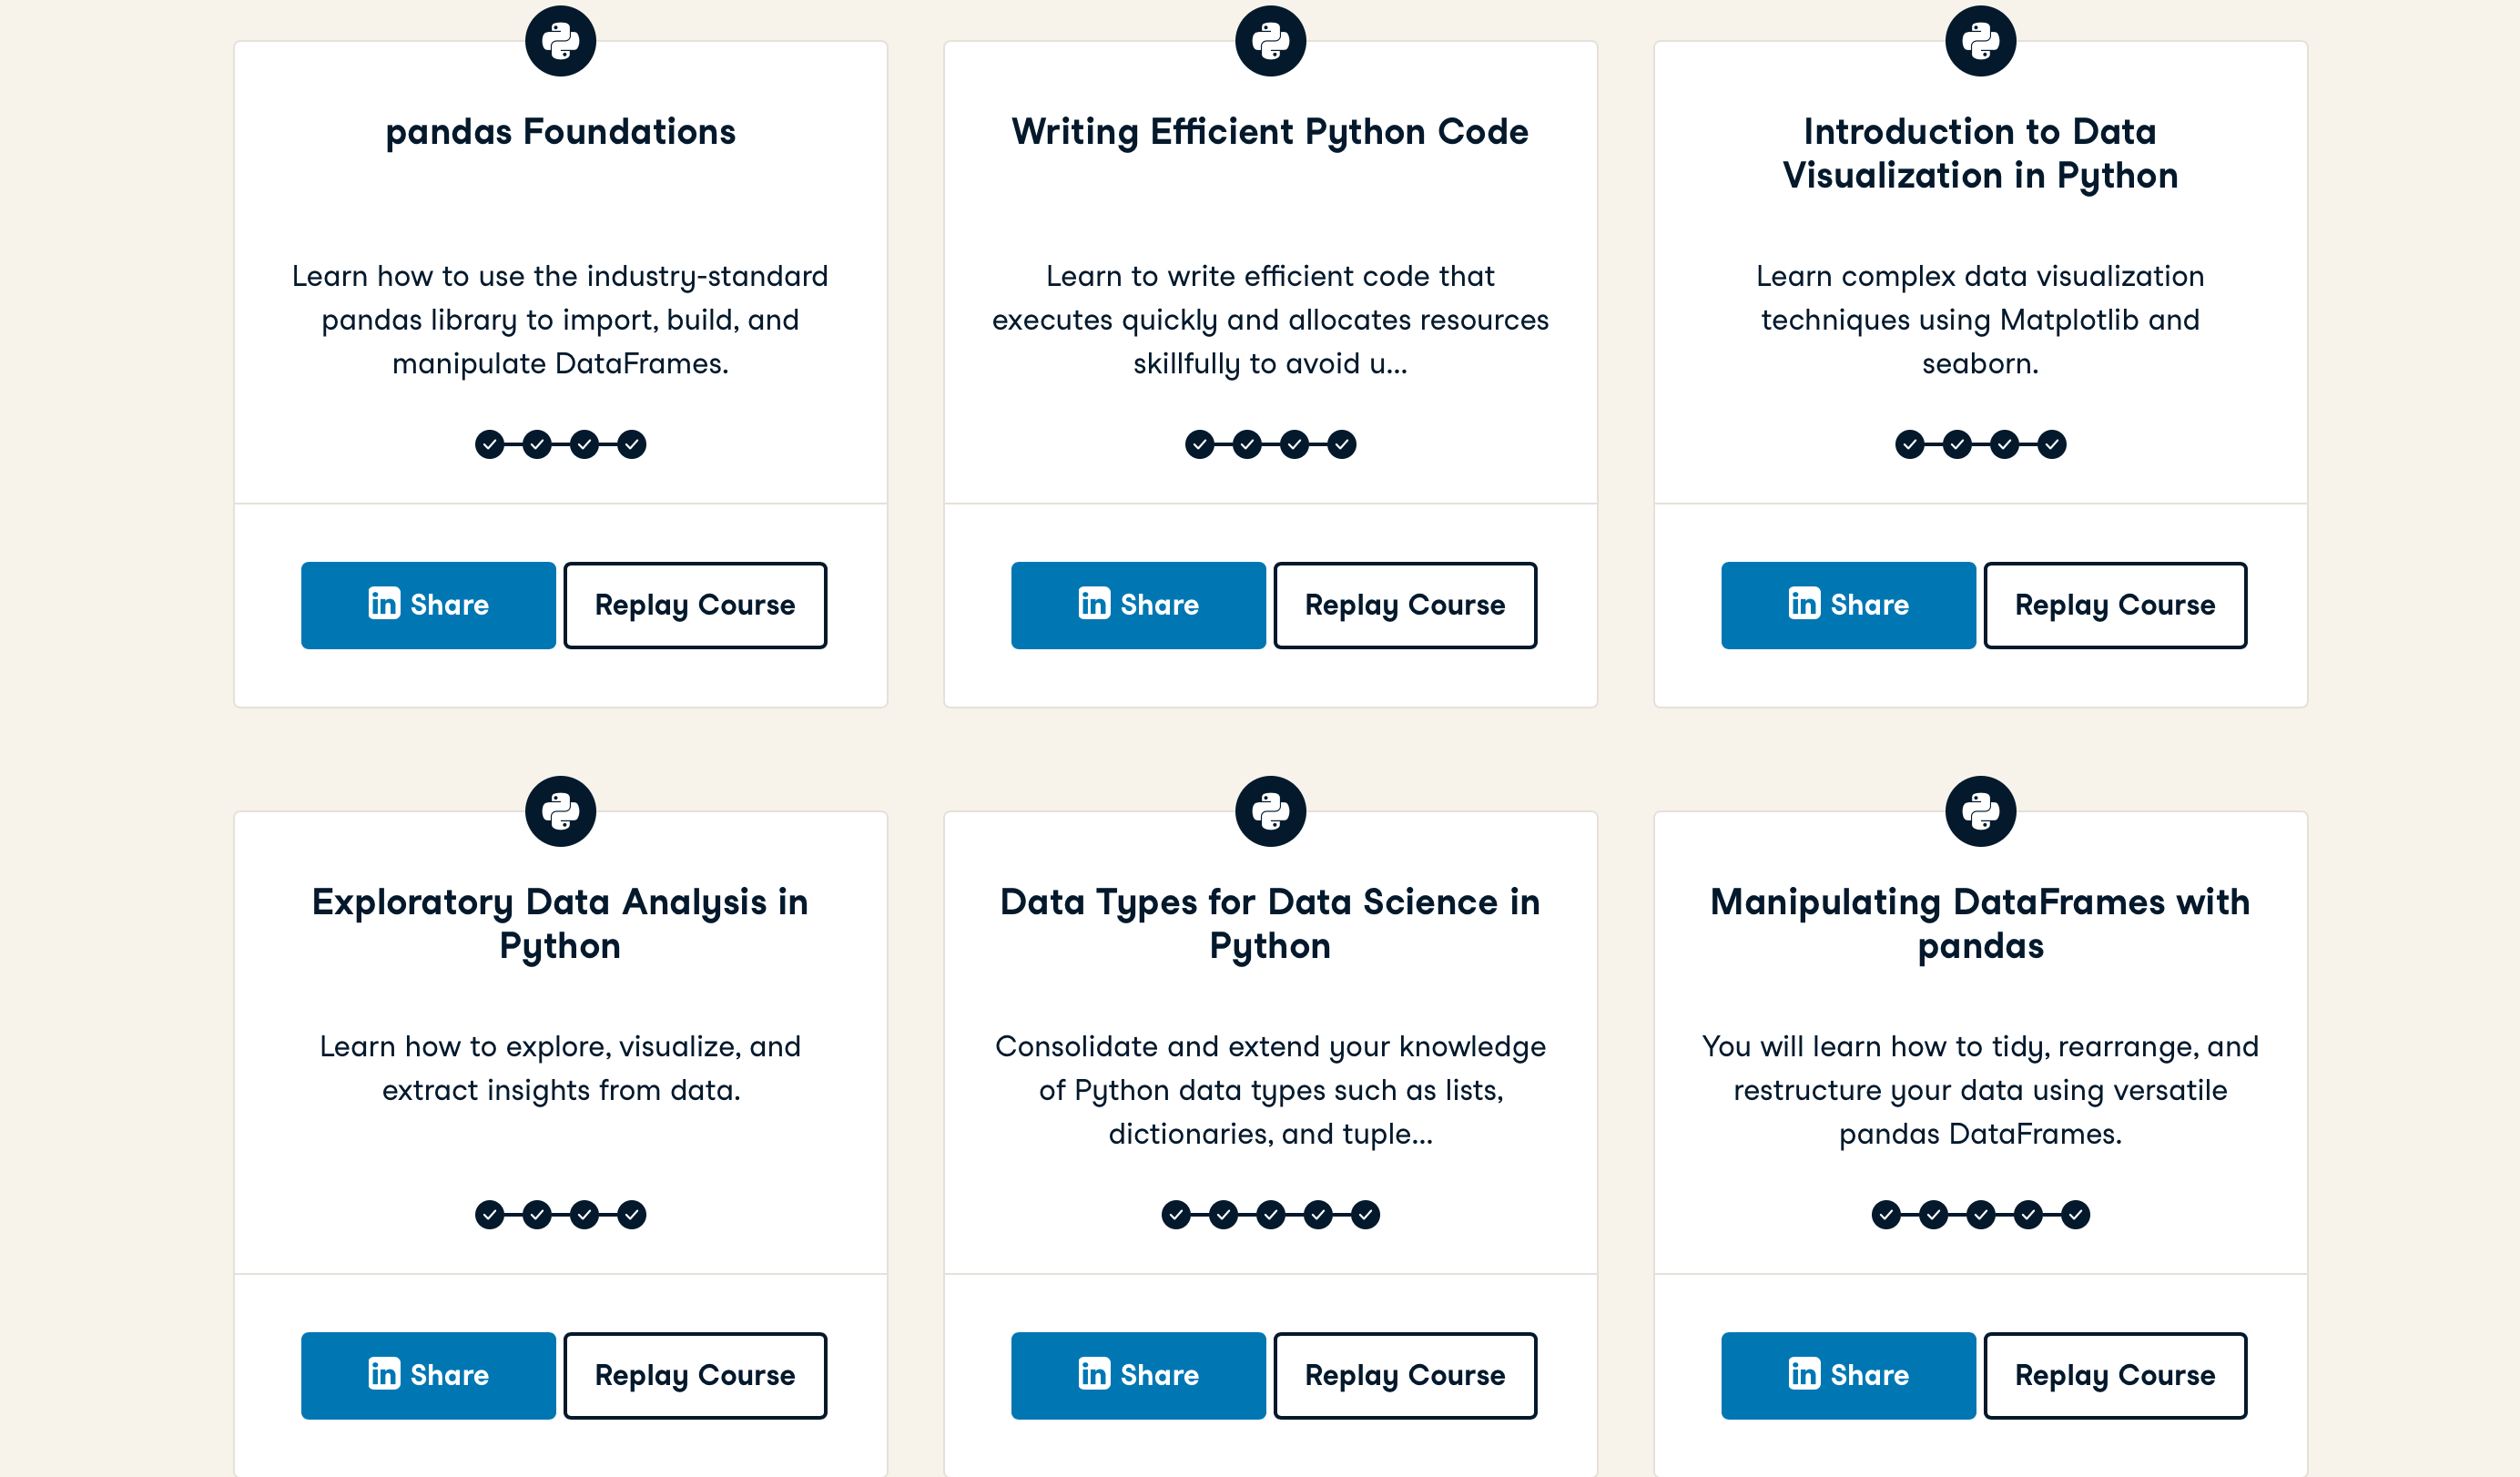 pandas Foundations
Learn how to use the industry-standard
pandas library to import, build, and
manipulate DataFrames.
in Share
Replay Course
Writing Efficient Python Code
Learn to write efficient code that
executes quickly and allocates resources
skillfully to avoid u...
in Share
Replay Course
Introduction to Data
Visualization in Python
Learn complex data visualization
techniques using Matplotlib and
seaborn.
in Share
Replay Course
Exploratory Data Analysis in
Python
Learn how to explore, visualize, and
extract insights from data.
in Share
Replay Course
Data Types for Data Science in
Python
Consolidate and extend your knowledge
of Python data types such as lists,
dictionaries, and tuple...
in Share
Replay Course
Manipulating DataFrames with
pandas
You will learn how to tidy, rearrange, and
restructure your data using versatile
pandas DataFrames.
in Share
Replay Course